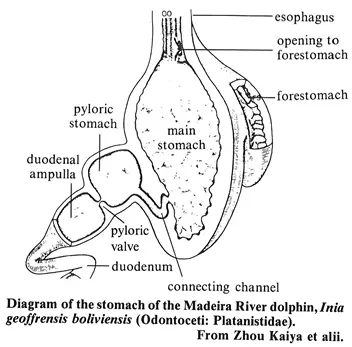 esophagus
opening to
forestomach
forestomach
pyloric
stomach
main
stomach
duodenal
ampulla
pyloric
valve
duodenum
connecting channel
Diagram of the stomach of the Madeira River dolphin, Inia
geoffrensis boliviensis (Odontoceti: Platanistidae).
From Zhou Kaiya et alii.